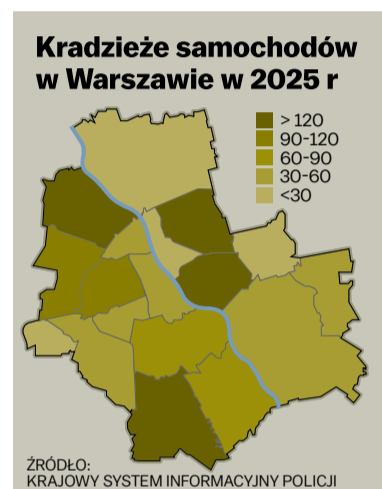 Kradzieże samochodów
w Warszawie w 2025 r
> 120
90-120
60-90
30-60
<30
ŹRÓDŁO:
KRAJOWY SYSTEM INFORMACYJNY POLICJI